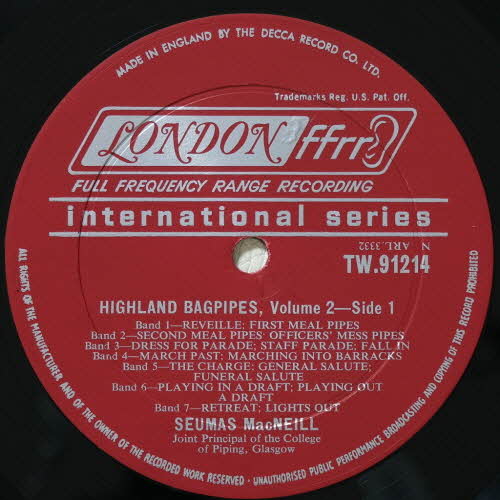 MADE IN ENGLAND BY THE DECCA RECORD CO. LTD.
Trademarks Reg. U.S. Pat. Off.
LONDON ffrr
FULL FREQUENCY RANGE RECORDING
international series
N ARL.3332
TW.91214
HIGHLAND BAGPIPES, Volume 2—Side 1
Band 1—REVEILLE; FIRST MEAL PIPES
Band 2—SECOND MEAL PIPES; OFFICERS' MESS PIPES
Band 3—DRESS FOR PARADE; STAFF PARADE; FALL IN
Band 4—MARCH PAST; MARCHING INTO BARRACKS
Band 5—THE CHARGE; GENERAL SALUTE;
FUNERAL SALUTE
Band 6—PLAYING IN A DRAFT; PLAYING OUT
A DRAFT
Band 7—RETREAT; LIGHTS OUT
SEUMAS MacNEILL
Joint Principal of the College
of Piping, Glasgow
ALL RIGHTS OF THE MANUFACTURER AND OF THE OWNER OF THE RECORDED WORK RESERVED · UNAUTHORISED PUBLIC PERFORMANCE BROADCASTING AND COPYING OF THIS RECORD PROHIBITED